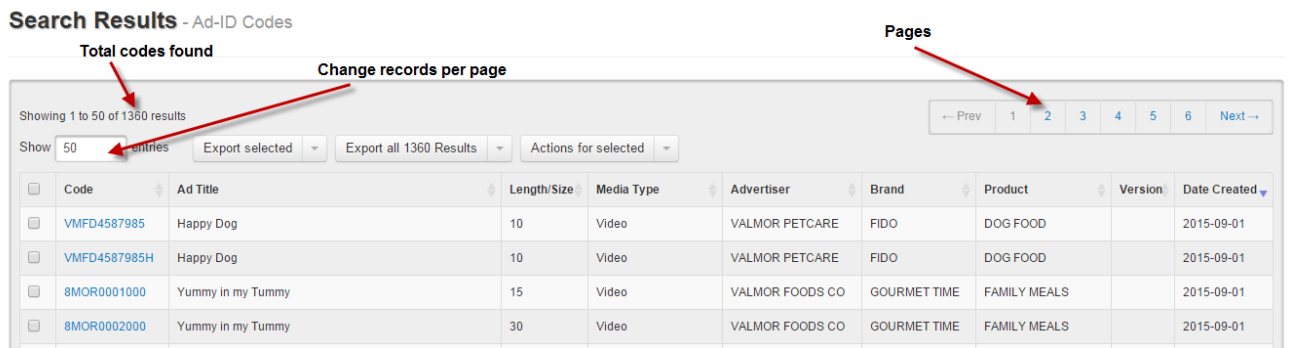 Search Results - Ad-ID Codes
Pages
Total codes found
Change records per page
Showing 1 to 50 of 1360 results
← Prev 1 2 3 4 5 6 Next →
Show 50 entries Export selected Export all 1360 Results Actions for selected
Code Ad Title Length/Size Media Type Advertiser Brand Product Version Date Created
VMFD4587985 Happy Dog 10 Video VALMOR PETCARE FIDO DOG FOOD 2015-09-01
VMFD4587985H Happy Dog 10 Video VALMOR PETCARE FIDO DOG FOOD 2015-09-01
8MOR0001000 Yummy in my Tummy 15 Video VALMOR FOODS CO GOURMET TIME FAMILY MEALS 2015-09-01
8MOR0002000 Yummy in my Tummy 30 Video VALMOR FOODS CO GOURMET TIME FAMILY MEALS 2015-09-01